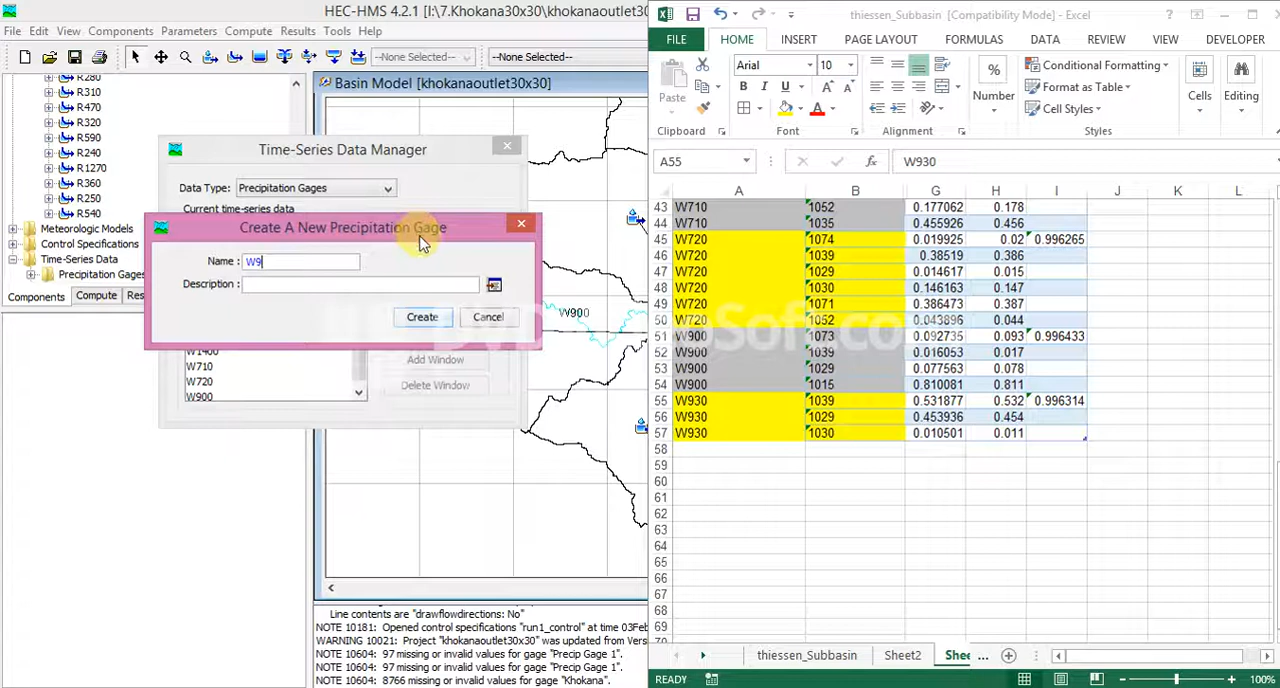 HEC-HMS 4.2.1 [I:\7.Khokana30x30\khokanaoutlet30
File Edit View Components Parameters Compute Results Tools Help
--None Selected-- --None Selected--
R280
R310
R470
R320
R590
R240
R1270
R360
R250
R540
Meteorologic Models
Control Specifications
Time-Series Data
Precipitation Gages
Components Compute Res
Basin Model [khokanaoutlet30x30]
W900
Time-Series Data Manager
Data Type: Precipitation Gages
Current time-series data
Create A New Precipitation Gage
Name : W9
Description :
Create Cancel
W1400
W710
W720
W900
Add Window
Delete Window
Line contents are "drawflowdirections: No"
NOTE 10181: Opened control specifications "run1_control" at time 03Feb
WARNING 10021: Project "khokanaoutlet30x30" was updated from Vers
NOTE 10604: 97 missing or invalid values for gage "Precip Gage 1".
NOTE 10604: 97 missing or invalid values for gage "Precip Gage 1".
NOTE 10604: 8766 missing or invalid values for gage "Khokana".
thiessen_Subbasin [Compatibility Mode] - Excel
FILE HOME INSERT PAGE LAYOUT FORMULAS DATA REVIEW VIEW DEVELOPER
Paste
Arial 10
B I U
% Number
Conditional Formatting
Format as Table
Cell Styles
Cells
Editing
Clipboard Font Alignment Styles
A55 fx W930
A B G H I J K L
43 W710 1052 0.177062 0.178
44 W710 1035 0.455926 0.456
45 W720 1074 0.019925 0.02 0.996265
46 W720 1039 0.38519 0.386
47 W720 1029 0.014617 0.015
48 W720 1030 0.146163 0.147
49 W720 1071 0.386473 0.387
50 W720 1052 0.043896 0.044
51 W900 1073 0.092735 0.093 0.996433
52 W900 1039 0.016053 0.017
53 W900 1029 0.077563 0.078
54 W900 1015 0.810081 0.811
55 W930 1039 0.531877 0.532 0.996314
56 W930 1029 0.453936 0.454
57 W930 1030 0.010501 0.011
58
59
60
61
62
63
64
65
66
67
68
69
70
thiessen_Subbasin Sheet2 Shee ...
READY 100%